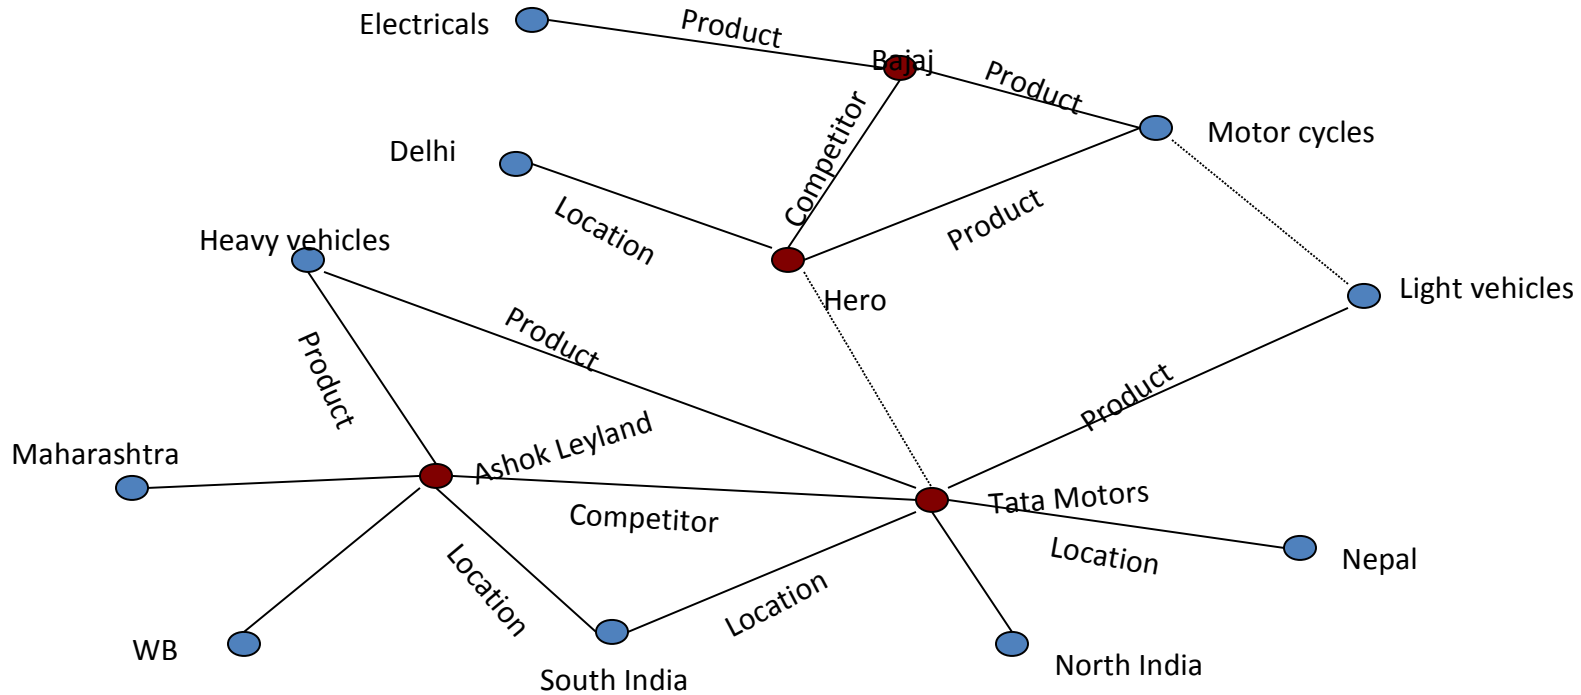 Electricals
Product
Bajaj
Product
Motor cycles
Delhi
Competitor
Location
Product
Heavy vehicles
Hero
Light vehicles
Product
Product
Product
Maharashtra
Ashok Leyland
Competitor
Tata Motors
Location
Nepal
Location
Location
WB
South India
North India